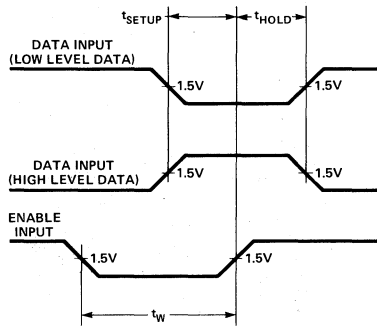 tSETUP
tHOLD
DATA INPUT
(LOW LEVEL DATA)
1.5V
1.5V
DATA INPUT
(HIGH LEVEL DATA)
1.5V
1.5V
ENABLE
INPUT
1.5V
1.5V
tW